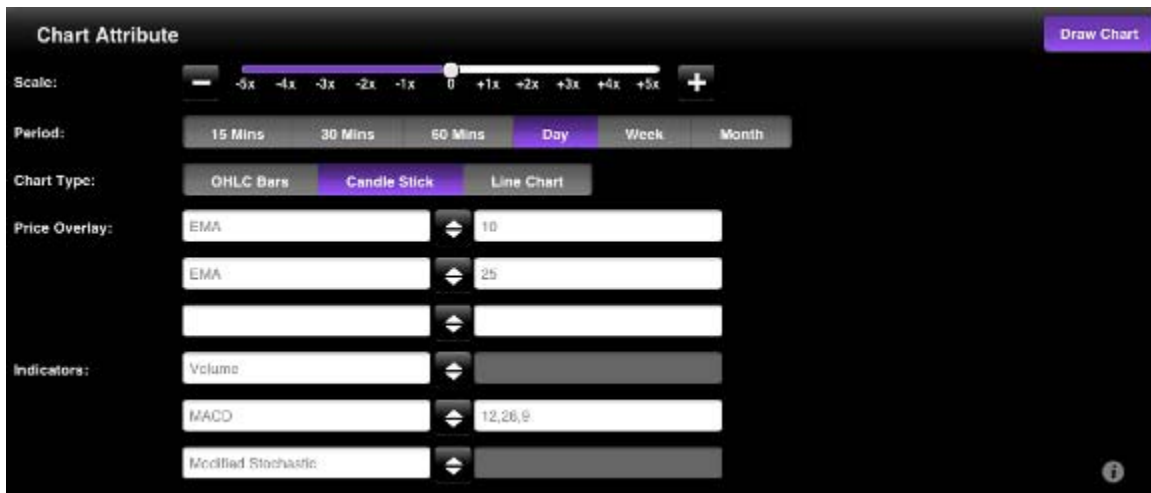 Chart Attribute
Draw Chart
Scale:
-5x -4x -3x -2x -1x 0 +1x +2x +3x +4x +5x
Period:
15 Mins 30 Mins 60 Mins Day Week Month
Chart Type:
OHLC Bars Candle Stick Line Chart
Price Overlay:
EMA 10
EMA 25
Indicators:
Volume
MACD 12,26,9
Modified Stochastic